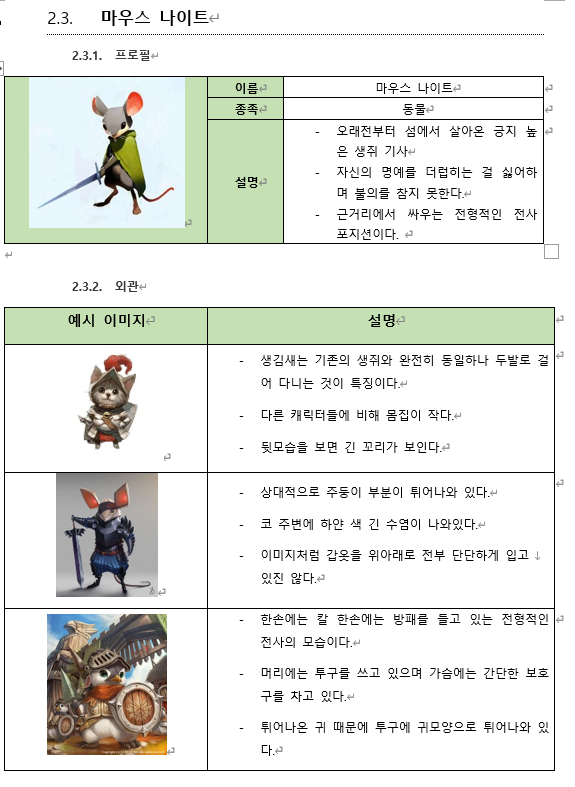 2.3. 마우스 나이트
2.3.1. 프로필
이름 마우스 나이트
종족 동물
설명
- 오래전부터 섬에서 살아온 긍지 높
은 생쥐 기사
- 자신의 명예를 더럽히는 걸 싫어하
며 불의를 참지 못한다.
- 근거리에서 싸우는 전형적인 전사
포지션이다.
2.3.2. 외관
예시 이미지 설명
- 생김새는 기존의 생쥐와 완전히 동일하나 두발로 걸
어 다니는 것이 특징이다.
- 다른 캐릭터들에 비해 몸집이 작다.
- 뒷모습을 보면 긴 꼬리가 보인다.
- 상대적으로 주둥이 부분이 튀어나와 있다.
- 코 주변에 하얀 색 긴 수염이 나와있다.
- 이미지처럼 갑옷을 위아래로 전부 단단하게 입고
있진 않다.
- 한손에는 칼 한손에는 방패를 들고 있는 전형적인
전사의 모습이다.
- 머리에는 투구를 쓰고 있으며 가슴에는 간단한 보호
구를 차고 있다.
- 튀어나온 귀 때문에 투구에 귀모양으로 튀어나와 있
다.